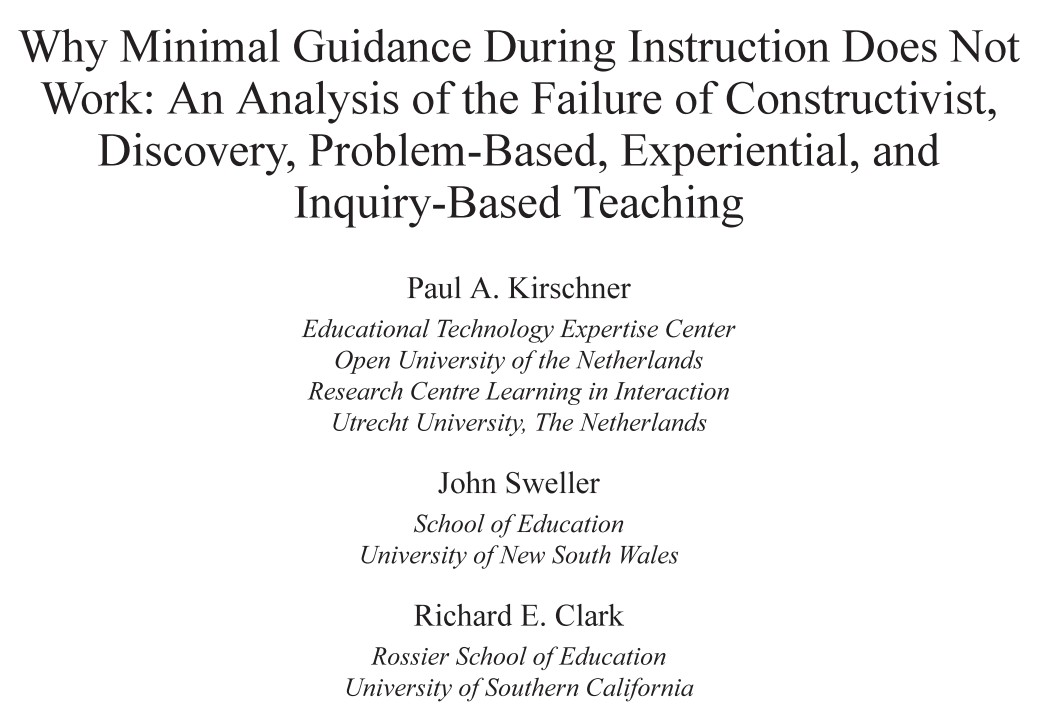 Why Minimal Guidance During Instruction Does Not
Work: An Analysis of the Failure of Constructivist,
Discovery, Problem-Based, Experiential, and
Inquiry-Based Teaching
Paul A. Kirschner
Educational Technology Expertise Center
Open University of the Netherlands
Research Centre Learning in Interaction
Utrecht University, The Netherlands
John Sweller
School of Education
University of New South Wales
Richard E. Clark
Rossier School of Education
University of Southern California